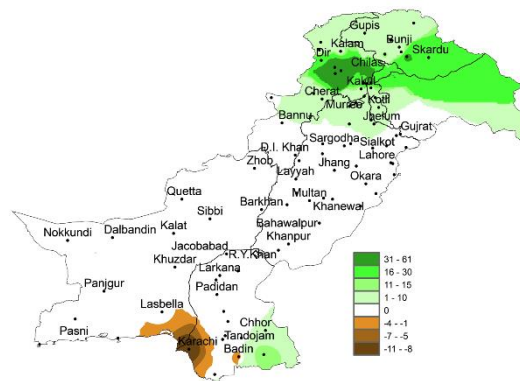 Gupis
Kalam
Bunji
Dir
Skardu
Chilas
Cherat
Murree
Kotli
Bannu
Jhelum
Gujrat
Sargodha
Sialkot
D.I. Khan
Lahore
Zhob
Jhang
Layyah
Okara
Quetta
Multan
Barkhan
Khanewal
Sibbi
Bahawalpur
Nokkundi
Dalbandin
Kalat
Khanpur
Jacobabad
R.Y.Khan
Khuzdar
Larkana
Panjgur
Padidan
Lasbella
Chhor
Pasni
Tandojam
Karachi
Badin
31 - 61
16 - 30
11 - 15
1 - 10
0
-4 - -1
-7 - -5
-11 - -8